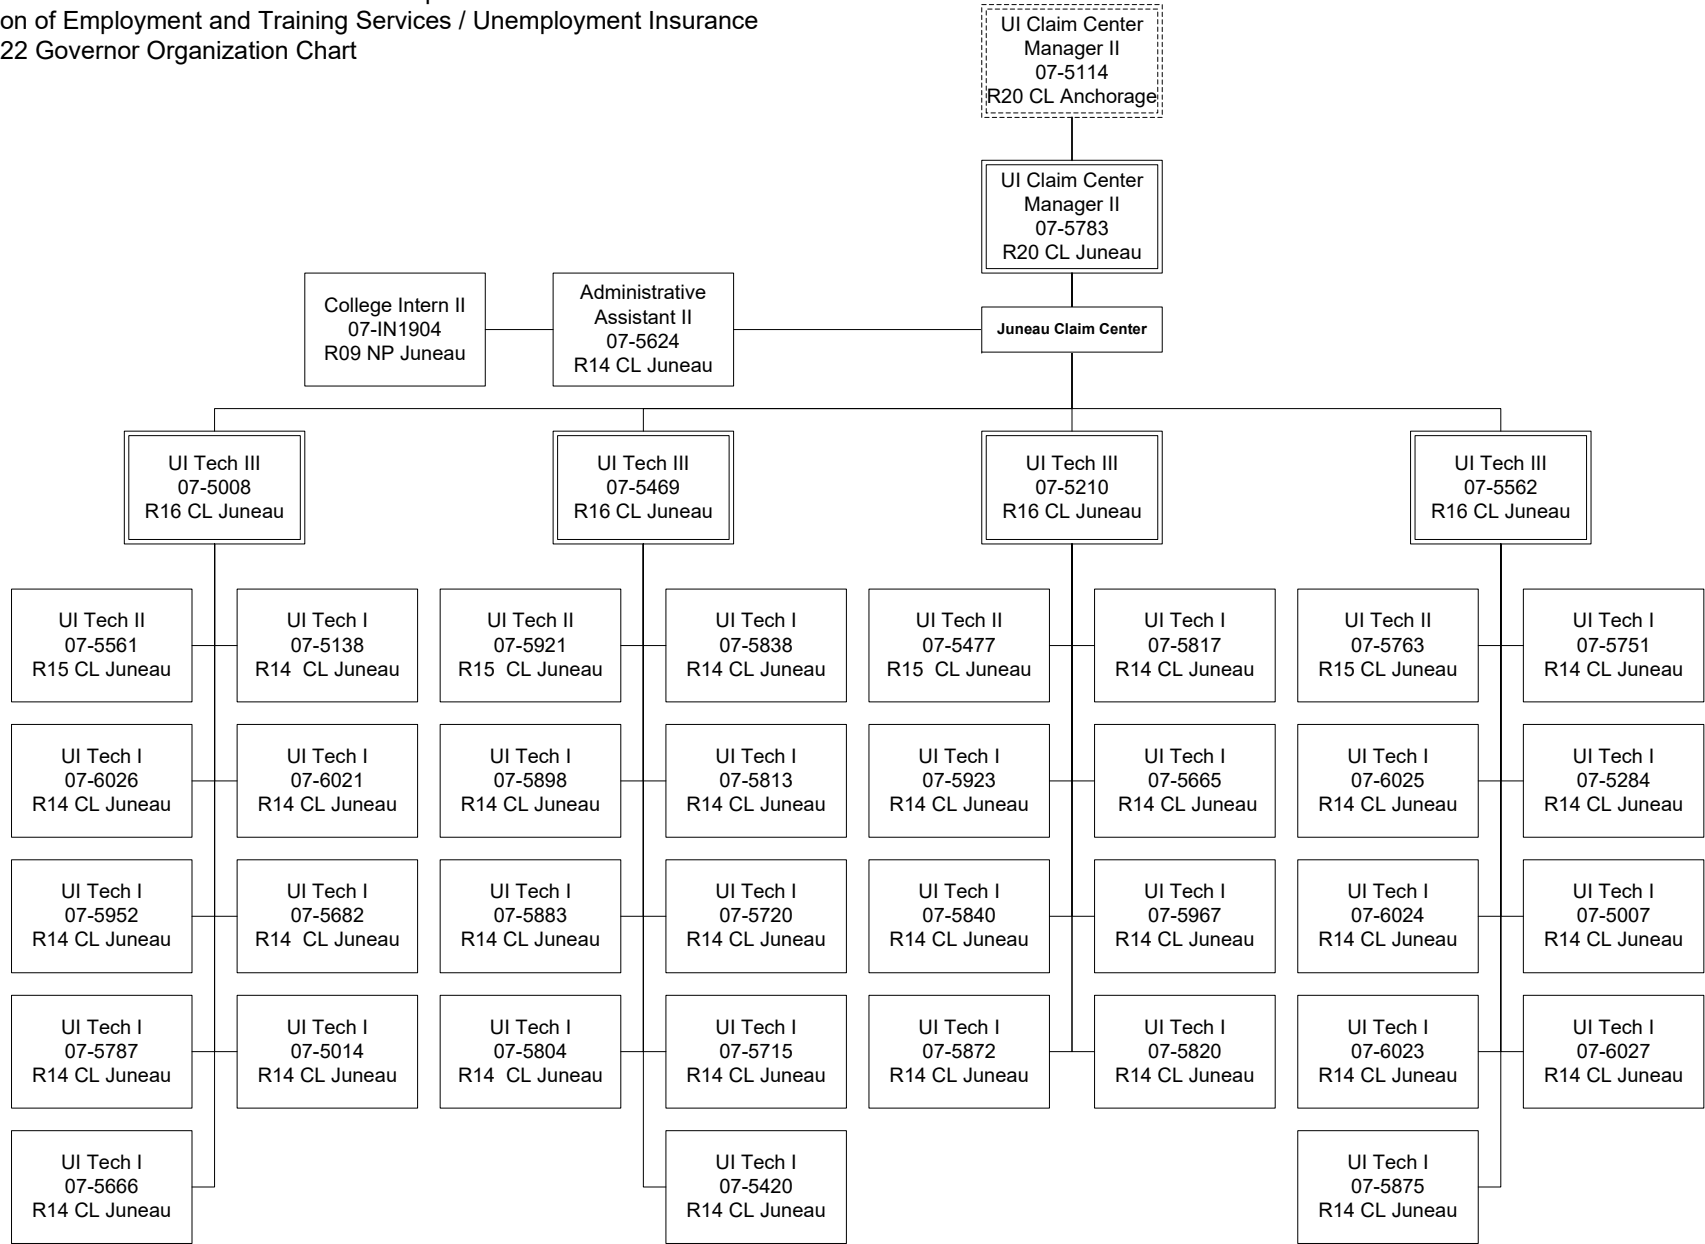 on of Employment and Training Services / Unemployment Insurance
22 Governor Organization Chart
UI Claim Center
Manager II
07-5114
R20 CL Anchorage
UI Claim Center
Manager II
07-5783
R20 CL Juneau
College Intern II
07-IN1904
R09 NP Juneau
Administrative
Assistant II
07-5624
R14 CL Juneau
Juneau Claim Center
UI Tech III
07-5008
R16 CL Juneau
UI Tech III
07-5469
R16 CL Juneau
UI Tech III
07-5210
R16 CL Juneau
UI Tech III
07-5562
R16 CL Juneau
UI Tech II
07-5561
R15 CL Juneau
UI Tech I
07-5138
R14 CL Juneau
UI Tech II
07-5921
R15 CL Juneau
UI Tech I
07-5838
R14 CL Juneau
UI Tech II
07-5477
R15 CL Juneau
UI Tech I
07-5817
R14 CL Juneau
UI Tech II
07-5763
R15 CL Juneau
UI Tech I
07-5751
R14 CL Juneau
UI Tech I
07-6026
R14 CL Juneau
UI Tech I
07-6021
R14 CL Juneau
UI Tech I
07-5898
R14 CL Juneau
UI Tech I
07-5813
R14 CL Juneau
UI Tech I
07-5923
R14 CL Juneau
UI Tech I
07-5665
R14 CL Juneau
UI Tech I
07-6025
R14 CL Juneau
UI Tech I
07-5284
R14 CL Juneau
UI Tech I
07-5952
R14 CL Juneau
UI Tech I
07-5682
R14 CL Juneau
UI Tech I
07-5883
R14 CL Juneau
UI Tech I
07-5720
R14 CL Juneau
UI Tech I
07-5840
R14 CL Juneau
UI Tech I
07-5967
R14 CL Juneau
UI Tech I
07-6024
R14 CL Juneau
UI Tech I
07-5007
R14 CL Juneau
UI Tech I
07-5787
R14 CL Juneau
UI Tech I
07-5014
R14 CL Juneau
UI Tech I
07-5804
R14 CL Juneau
UI Tech I
07-5715
R14 CL Juneau
UI Tech I
07-5872
R14 CL Juneau
UI Tech I
07-5820
R14 CL Juneau
UI Tech I
07-6023
R14 CL Juneau
UI Tech I
07-6027
R14 CL Juneau
UI Tech I
07-5666
R14 CL Juneau
UI Tech I
07-5420
R14 CL Juneau
UI Tech I
07-5875
R14 CL Juneau